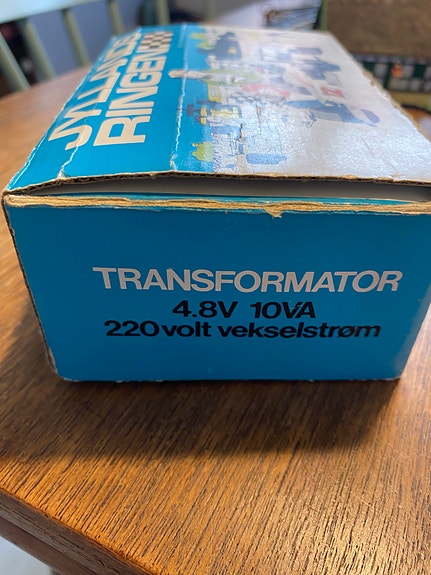 JYLLANDS
RINGEN
TRANSFORMATOR
4.8V 10VA
220 volt vekselstrøm